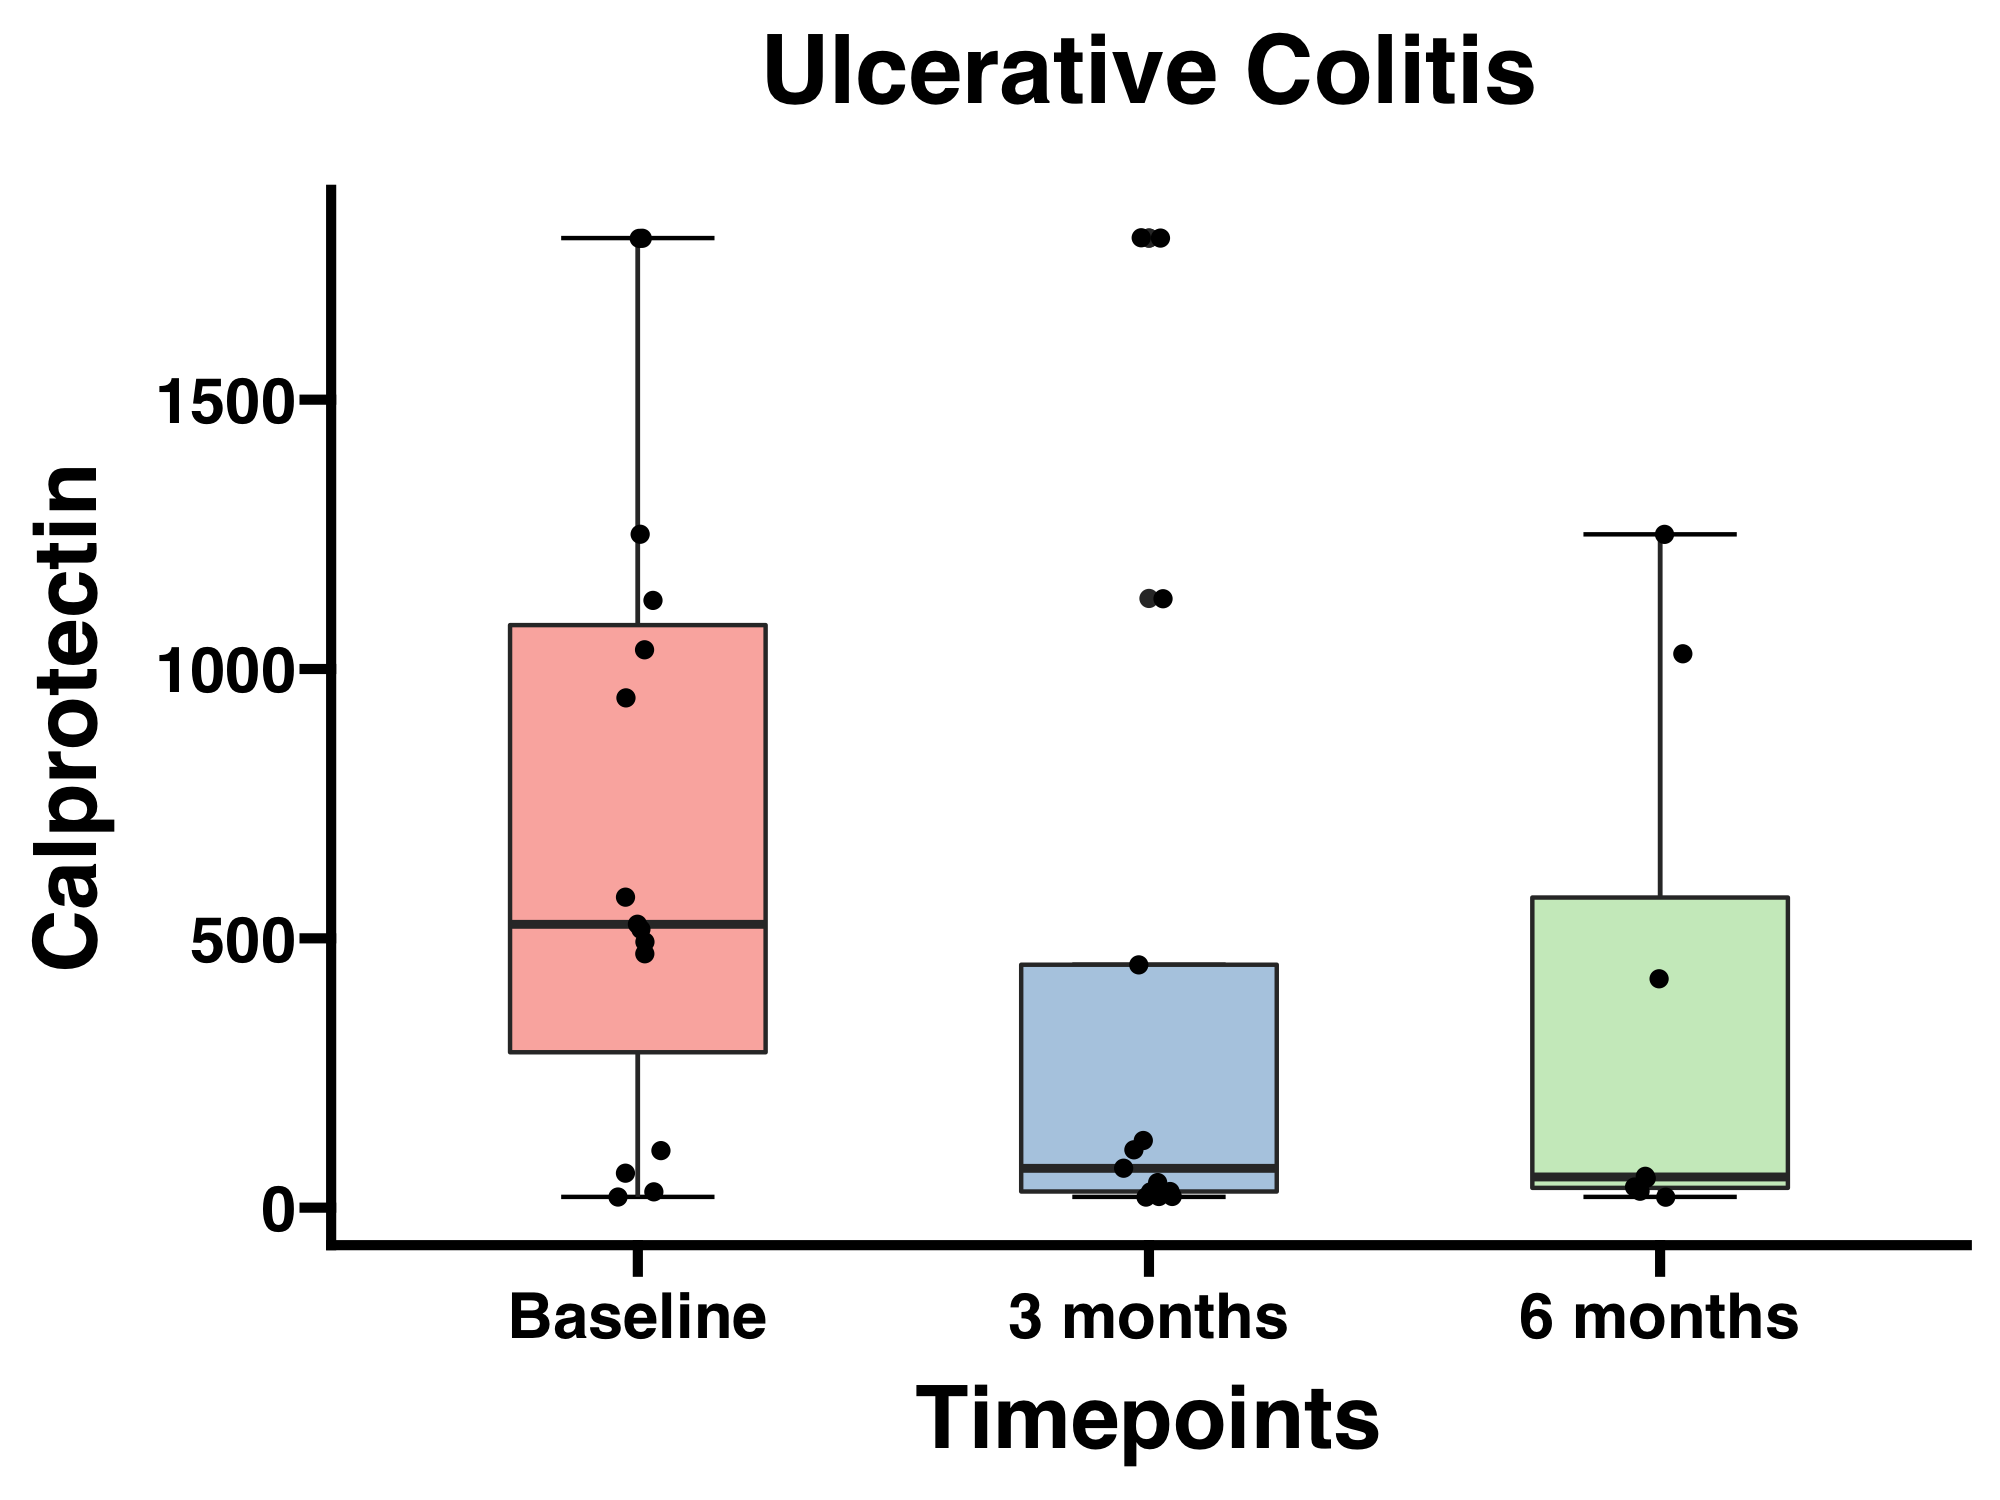 Ulcerative Colitis
Calprotectin
1500
1000
500
0
Baseline 3 months 6 months
Timepoints